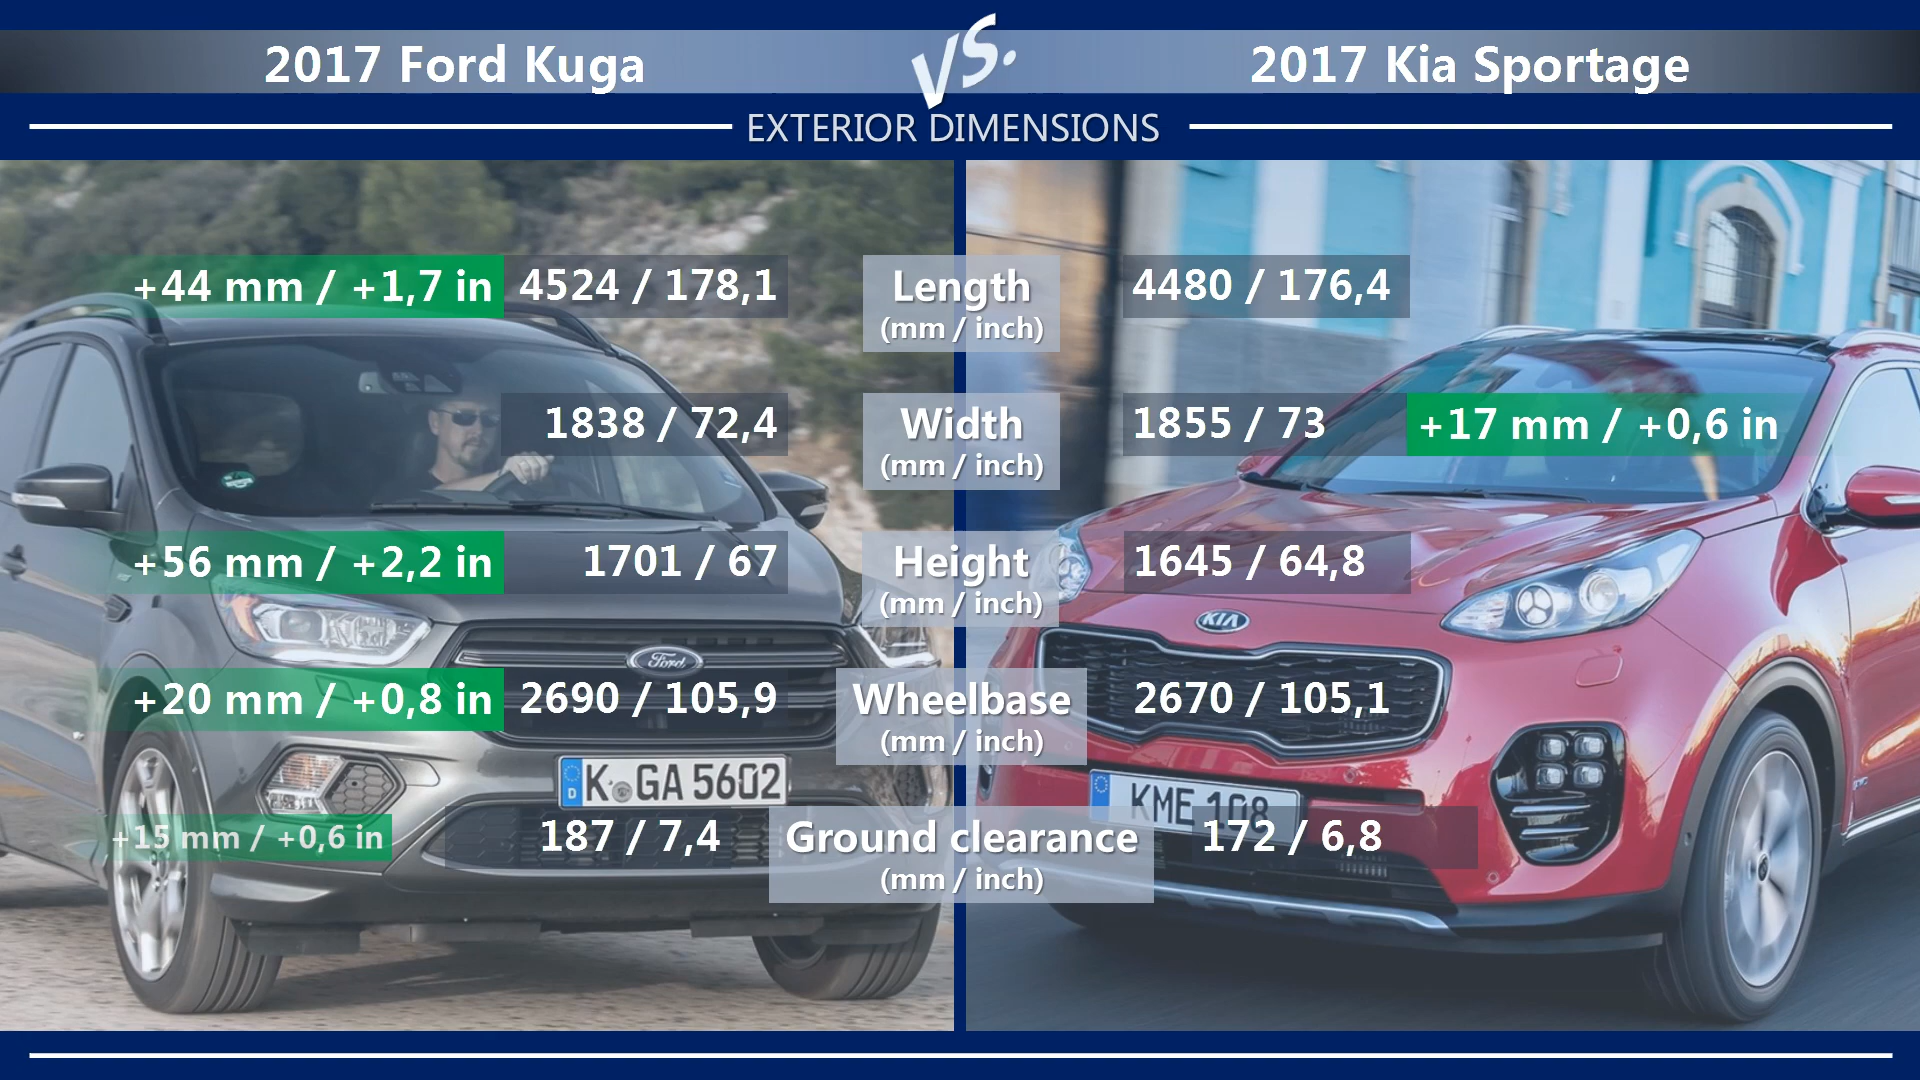 2017 Ford Kuga VS. 2017 Kia Sportage
EXTERIOR DIMENSIONS
+44 mm / +1,7 in 4524 / 178,1 Length 4480 / 176,4
(mm / inch)
1838 / 72,4 Width 1855 / 73 +17 mm / +0,6 in
(mm / inch)
+56 mm / +2,2 in 1701 / 67 Height 1645 / 64,8
(mm / inch)
KIA
Ford
+20 mm / +0,8 in 2690 / 105,9 Wheelbase 2670 / 105,1
(mm / inch)
D K GA 5602
KME 108
+15 mm / +0,6 in 187 / 7,4 Ground clearance 172 / 6,8
(mm / inch)